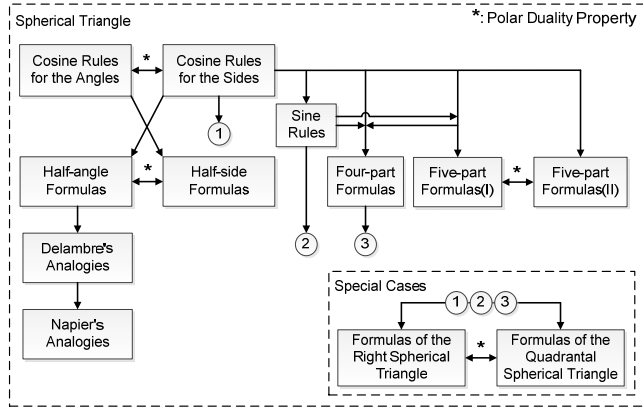 *: Polar Duality Property
Spherical Triangle
Cosine Rules
for the Angles
*
Cosine Rules
for the Sides
1
Sine
Rules
Half-angle
Formulas
*
Half-side
Formulas
Four-part
Formulas
Five-part
Formulas(I)
*
Five-part
Formulas(II)
2
3
Delambre's
Analogies
Napier's
Analogies
Special Cases
1 2 3
Formulas of the
Right Spherical
Triangle
*
Formulas of the
Quadrantal
Spherical Triangle